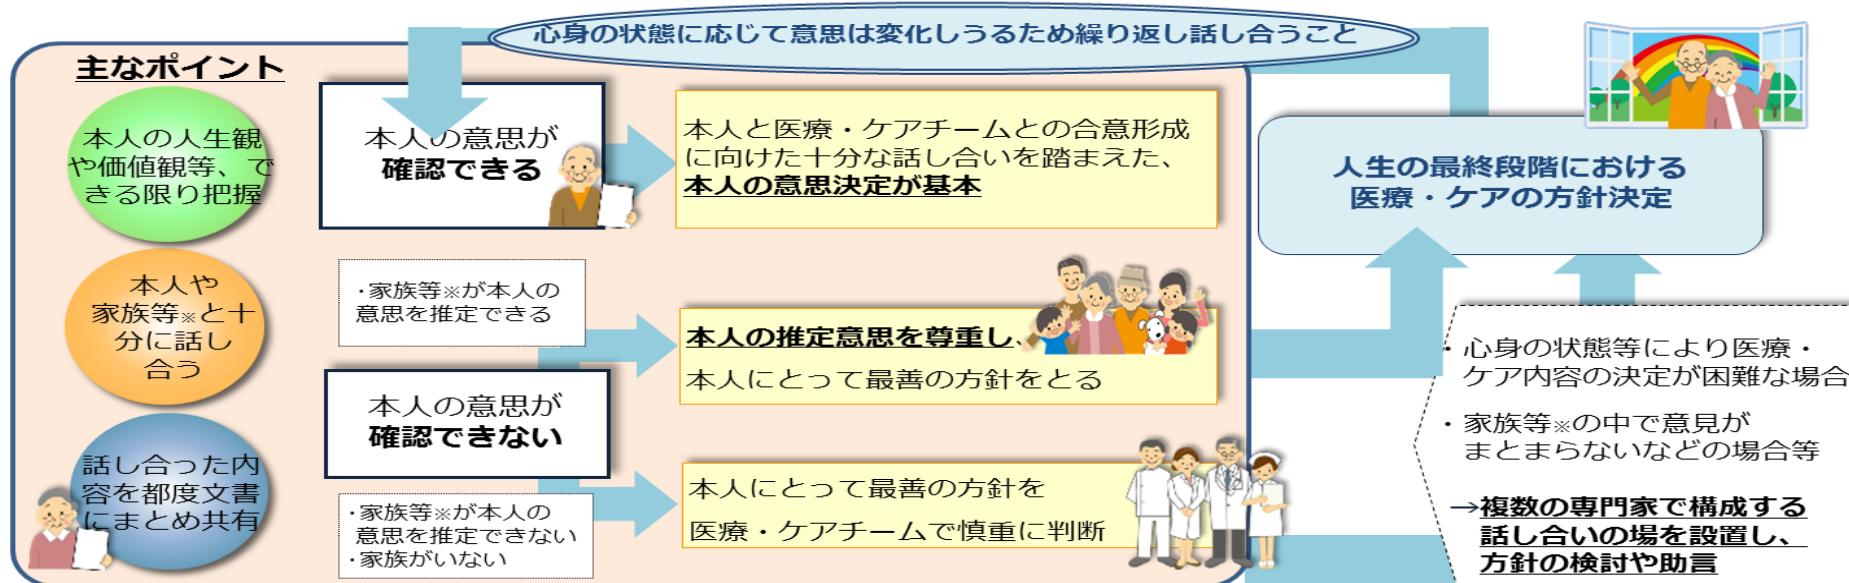 心身の状態に応じて意思は変化しうるため繰り返し話し合うこと
主なポイント
本人の人生観
や価値観等、で
きる限り把握
本人や
家族等※と十
分に話し
合う
話し合った内
容を都度文書
にまとめ共有
本人の意思が
確認できる
本人と医療・ケアチームとの合意形成
に向けた十分な話し合いを踏まえた、
本人の意思決定が基本
・家族等※が本人の
意思を推定できる
本人の推定意思を尊重し、
本人にとって最善の方針をとる
本人の意思が
確認できない
・家族等※が本人の
意思を推定できない
・家族がいない
本人にとって最善の方針を
医療・ケアチームで慎重に判断
人生の最終段階における
医療・ケアの方針決定
・心身の状態等により医療・
ケア内容の決定が困難な場合
・家族等※の中で意見が
まとまらないなどの場合等
→複数の専門家で構成する
話し合いの場を設置し、
方針の検討や助言